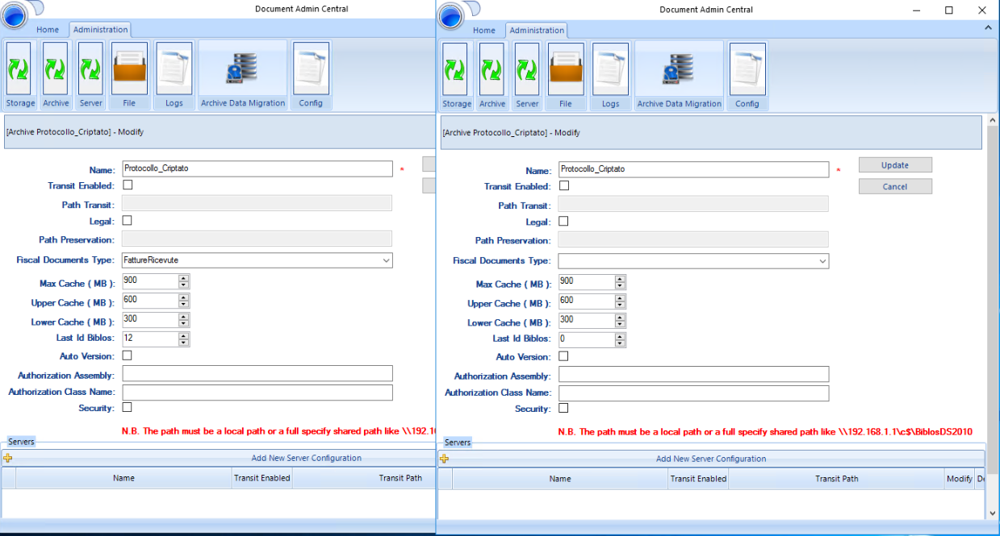 Document Admin Central
Home Administration
Storage Archive Server File Logs Archive Data Migration Config
[Archive Protocollo_Criptato] - Modify
Name: Protocollo_Criptato *
Transit Enabled:
Path Transit:
Legal:
Path Preservation:
Fiscal Documents Type: FattureRicevute
Max Cache ( MB ): 900
Upper Cache ( MB ): 600
Lower Cache ( MB ): 300
Last Id Biblos: 12
Auto Version:
Authorization Assembly:
Authorization Class Name:
Security:
N.B. The path must be a local path or a full specify shared path like \\192.16
Servers
Add New Server Configuration
Name Transit Enabled Transit Path
Document Admin Central
Home Administration
Storage Archive Server File Logs Archive Data Migration Config
[Archive Protocollo_Criptato] - Modify
Name: Protocollo_Criptato * Update
Transit Enabled: Cancel
Path Transit:
Legal:
Path Preservation:
Fiscal Documents Type:
Max Cache ( MB ): 900
Upper Cache ( MB ): 600
Lower Cache ( MB ): 300
Last Id Biblos: 0
Auto Version:
Authorization Assembly:
Authorization Class Name:
Security:
N.B. The path must be a local path or a full specify shared path like \\192.168.1.1\c$\BiblosDS2010
Servers
Add New Server Configuration
Name Transit Enabled Transit Path Modify De